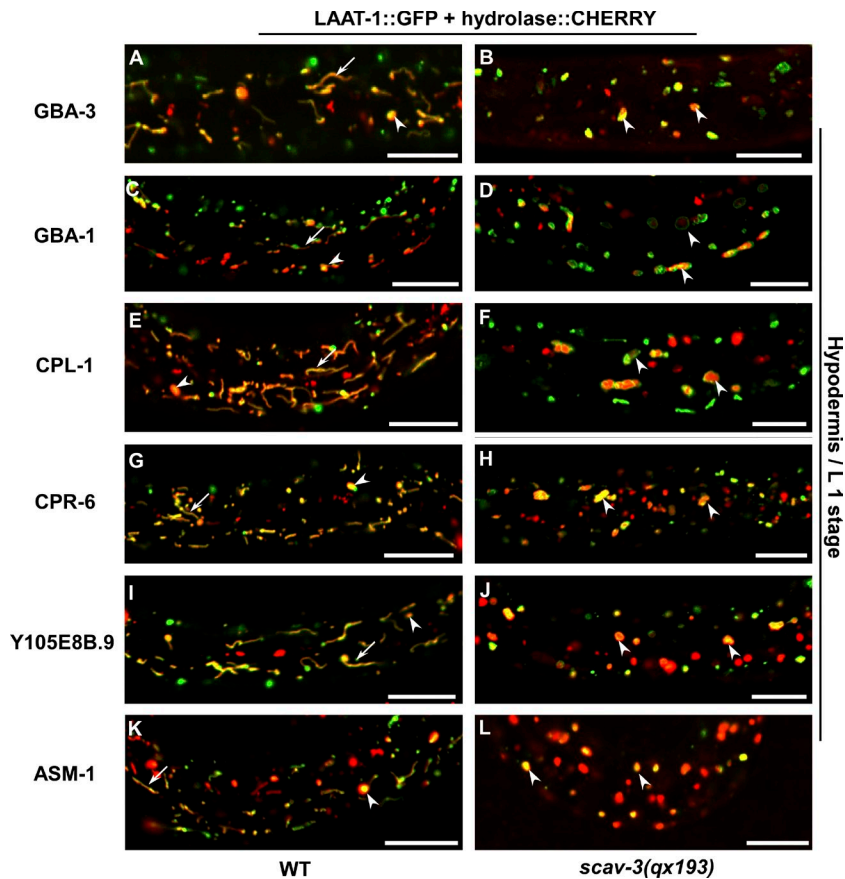 LAAT-1::GFP + hydrolase::CHERRY
A
B
GBA-3
C
D
GBA-1
E
F
CPL-1
G
H
CPR-6
I
J
Y105E8B.9
K
L
ASM-1
WT
scav-3(qx193)
Hypodermis / L 1 stage